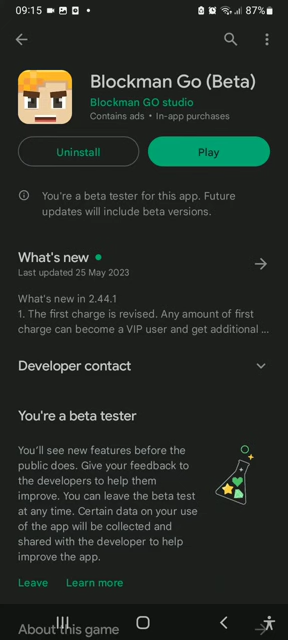 09:15
87%
Blockman Go (Beta)
Blockman GO studio
Contains ads • In-app purchases
Uninstall
Play
You're a beta tester for this app. Future
updates will include beta versions.
What's new
Last updated 25 May 2023
What's new in 2.44.1
1. The first charge is revised. Any amount of first
charge can become a VIP user and get additional ...
Developer contact
You're a beta tester
You'll see new features before the
public does. Give your feedback to
the developers to help them
improve. You can leave the beta test
at any time. Certain data on your use
of the app will be collected and
shared with the developer to help
improve the app.
Leave
Learn more
About this game